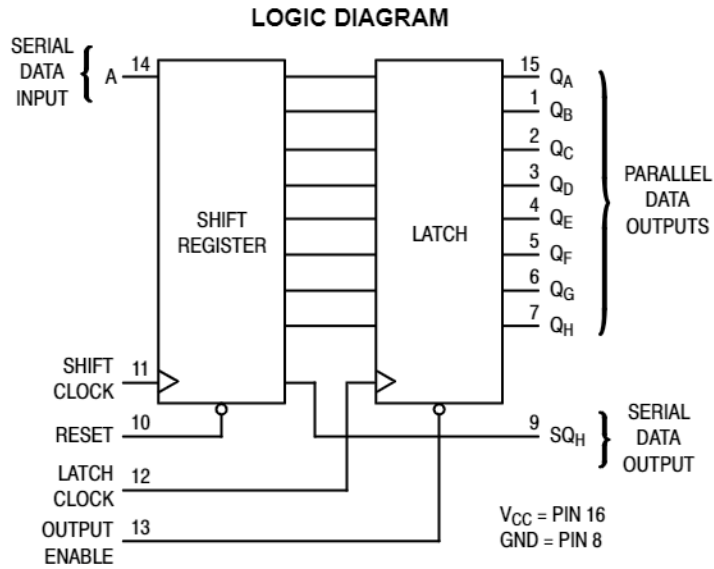 LOGIC DIAGRAM
SERIAL
DATA
INPUT
A
14
SHIFT
REGISTER
LATCH
15 QA
1 QB
2 QC
3 QD
4 QE
5 QF
6 QG
7 QH
PARALLEL
DATA
OUTPUTS
SHIFT
CLOCK
11
RESET
10
LATCH
CLOCK
12
OUTPUT
ENABLE
13
9 SQH
SERIAL
DATA
OUTPUT
VCC = PIN 16
GND = PIN 8